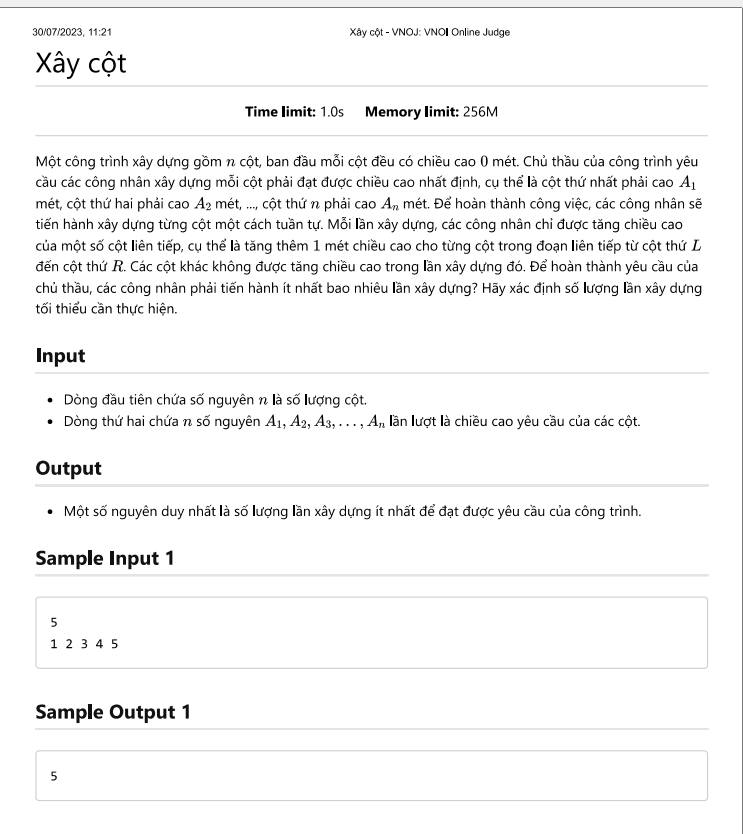 30/07/2023, 11:21 Xây cột - VNOJ: VNOI Online Judge
Xây cột
Time limit: 1.0s Memory limit: 256M
Một công trình xây dựng gồm n cột, ban đầu mỗi cột đều có chiều cao 0 mét. Chủ thầu của công trình yêu
cầu các công nhân xây dựng mỗi cột phải đạt được chiều cao nhất định, cụ thể là cột thứ nhất phải cao A₁
mét, cột thứ hai phải cao A₂ mét, ..., cột thứ n phải cao Aₙ mét. Để hoàn thành công việc, các công nhân sẽ
tiến hành xây dựng từng cột một cách tuần tự. Mỗi lần xây dựng, các công nhân chỉ được tăng chiều cao
của một số cột liên tiếp, cụ thể là tăng thêm 1 mét chiều cao cho từng cột trong đoạn liên tiếp từ cột thứ L
đến cột thứ R. Các cột khác không được tăng chiều cao trong lần xây dựng đó. Để hoàn thành yêu cầu của
chủ thầu, các công nhân phải tiến hành ít nhất bao nhiêu lần xây dựng? Hãy xác định số lượng lần xây dựng
tối thiểu cần thực hiện.
Input
• Dòng đầu tiên chứa số nguyên n là số lượng cột.
• Dòng thứ hai chứa n số nguyên A₁, A₂, A₃, . . . , Aₙ lần lượt là chiều cao yêu cầu của các cột.
Output
• Một số nguyên duy nhất là số lượng lần xây dựng ít nhất để đạt được yêu cầu của công trình.
Sample Input 1
5
1 2 3 4 5
Sample Output 1
5